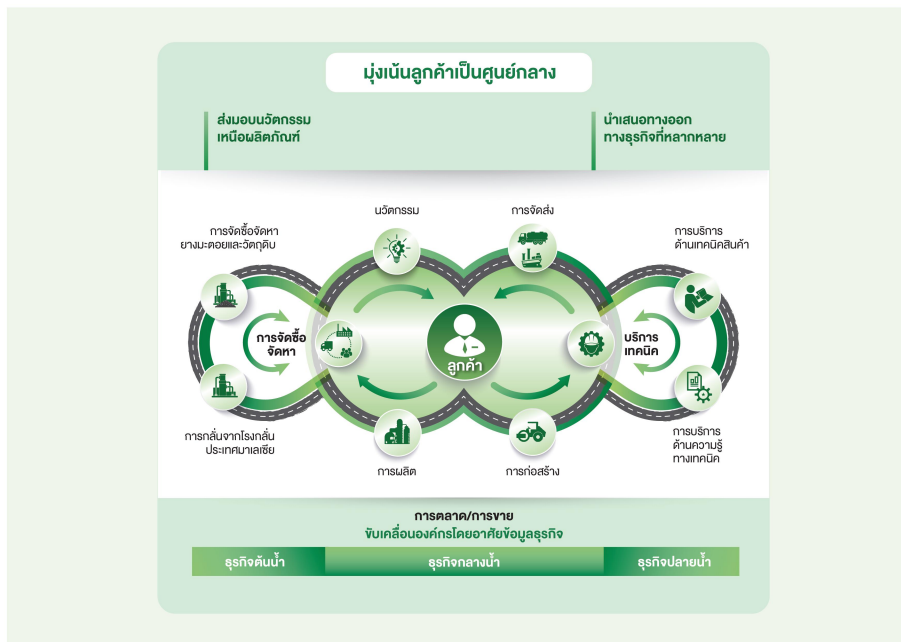 มุ่งเน้นลูกค้าเป็นศูนย์กลาง
ส่งมอบนวัตกรรม
เหนือผลิตภัณฑ์
นำเสนอทางออก
ทางธุรกิจที่หลากหลาย
นวัตกรรม
การจัดส่ง
การจัดซื้อจัดหา
ยางมะตอยและวัตถุดิบ
การบริการ
ด้านเทคนิคสินค้า
การจัดซื้อ
จัดหา
ลูกค้า
บริการ
เทคนิค
การกลั่นจากโรงกลั่น
ประเทศมาเลเซีย
การผลิต
การก่อสร้าง
การบริการ
ด้านความรู้
ทางเทคนิค
การตลาด/การขาย
ขับเคลื่อนองค์กรโดยอาศัยข้อมูลธุรกิจ
ธุรกิจต้นน้ำ
ธุรกิจกลางน้ำ
ธุรกิจปลายน้ำ